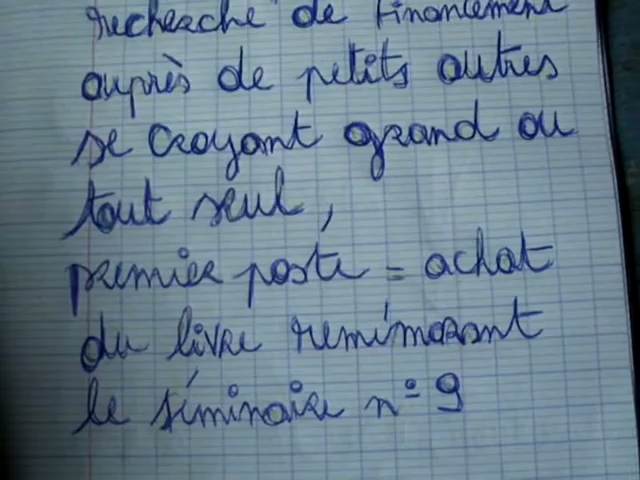 recherche de financement
auprès de petits autres
se croyant grand ou
tout seul,
premier poste = achat
du livre remémorant
le séminaire n° 9